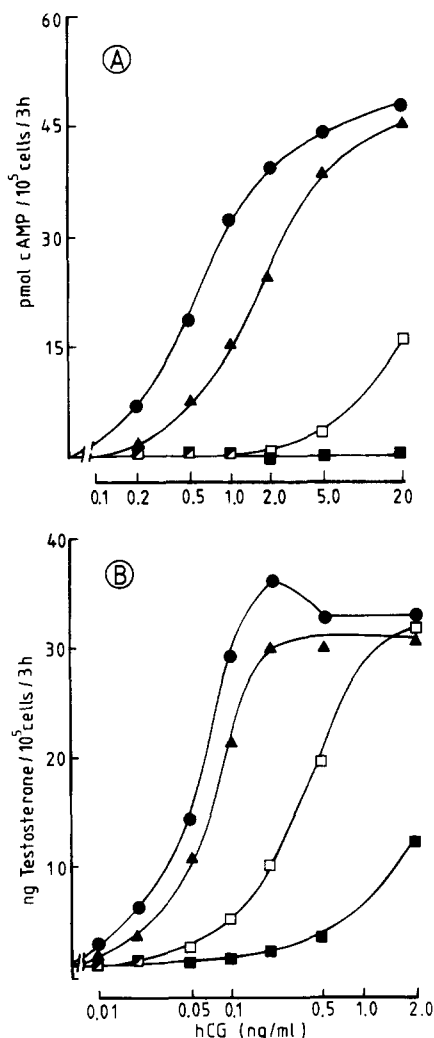 60
45
30
15
pmol cAMP / 10⁵ cells / 3h
A
0.1 0.2 0.5 1.0 2.0 5.0 20
40
30
20
10
ng Testosterone / 10⁵ cells / 3h
B
0.01 0.05 0.1 0.5 1.0 2.0
hCG (ng/ml)